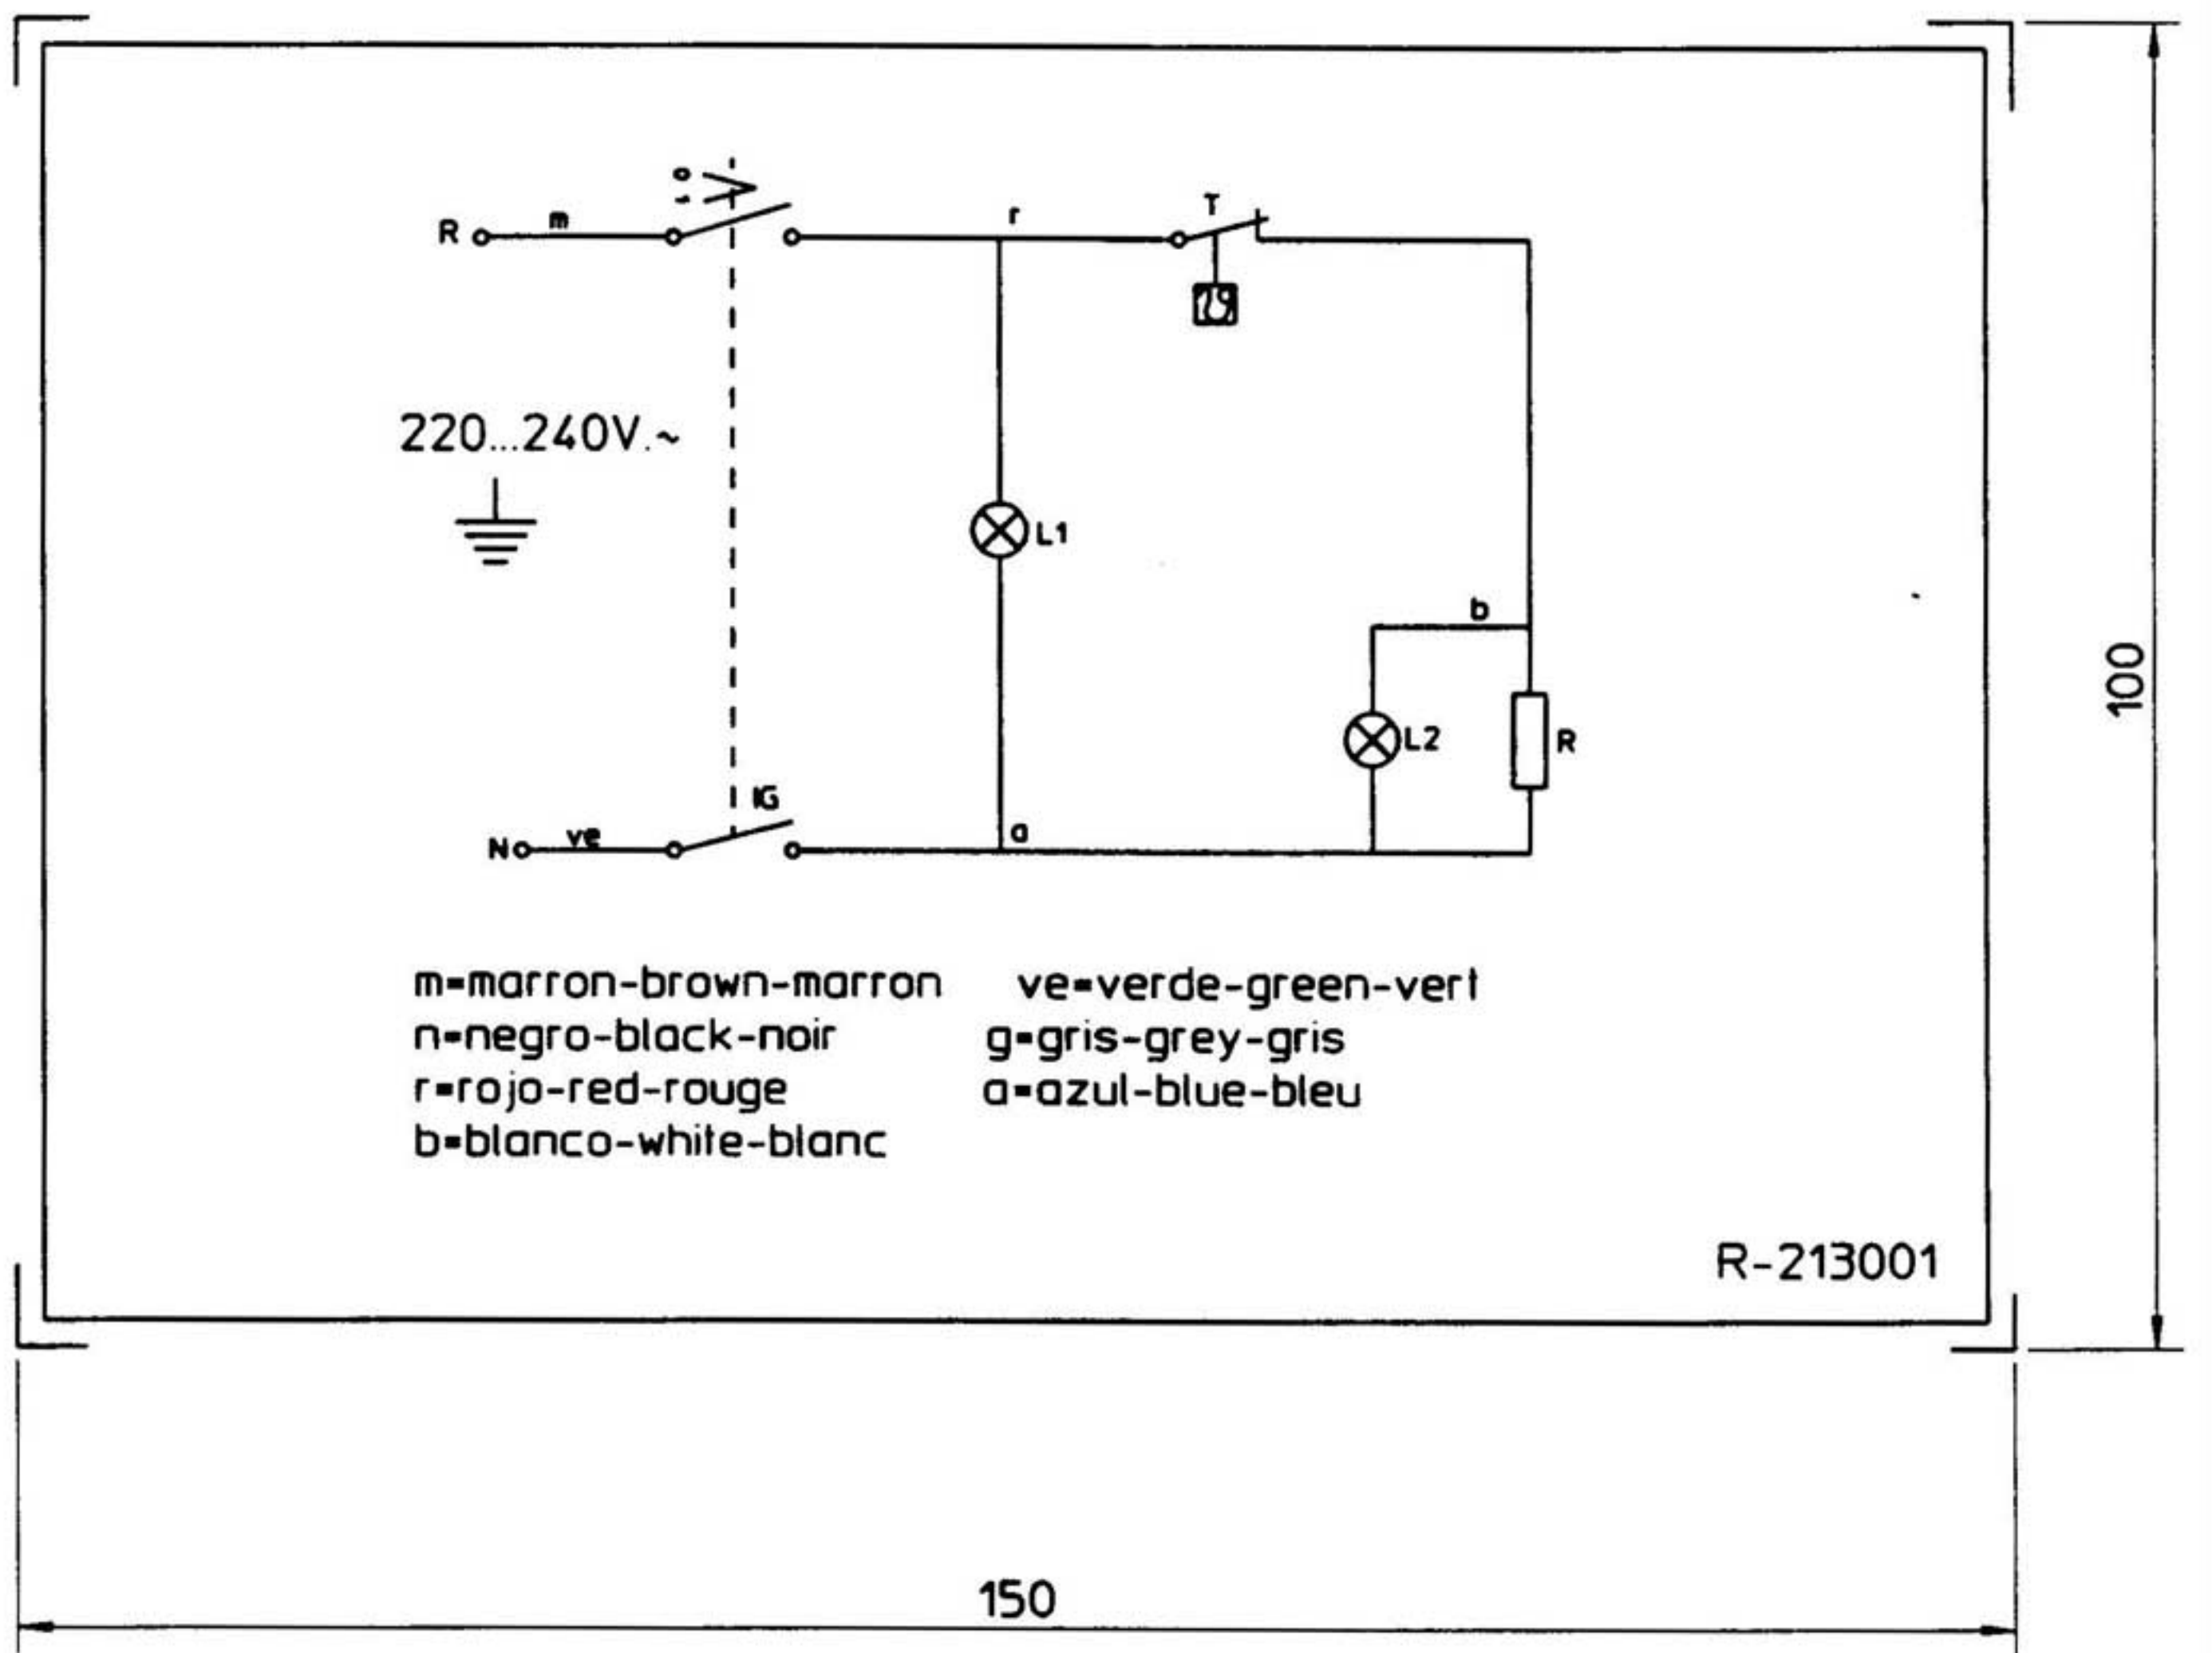 o
R
m
r
T
220...240V.~
L1
b
100
L2
R
IG
N
ve
a
m=marron-brown-marron
ve=verde-green-vert
n=negro-black-noir
g=gris-grey-gris
r=rojo-red-rouge
a=azul-blue-bleu
b=blanco-white-blanc
R-213001
150